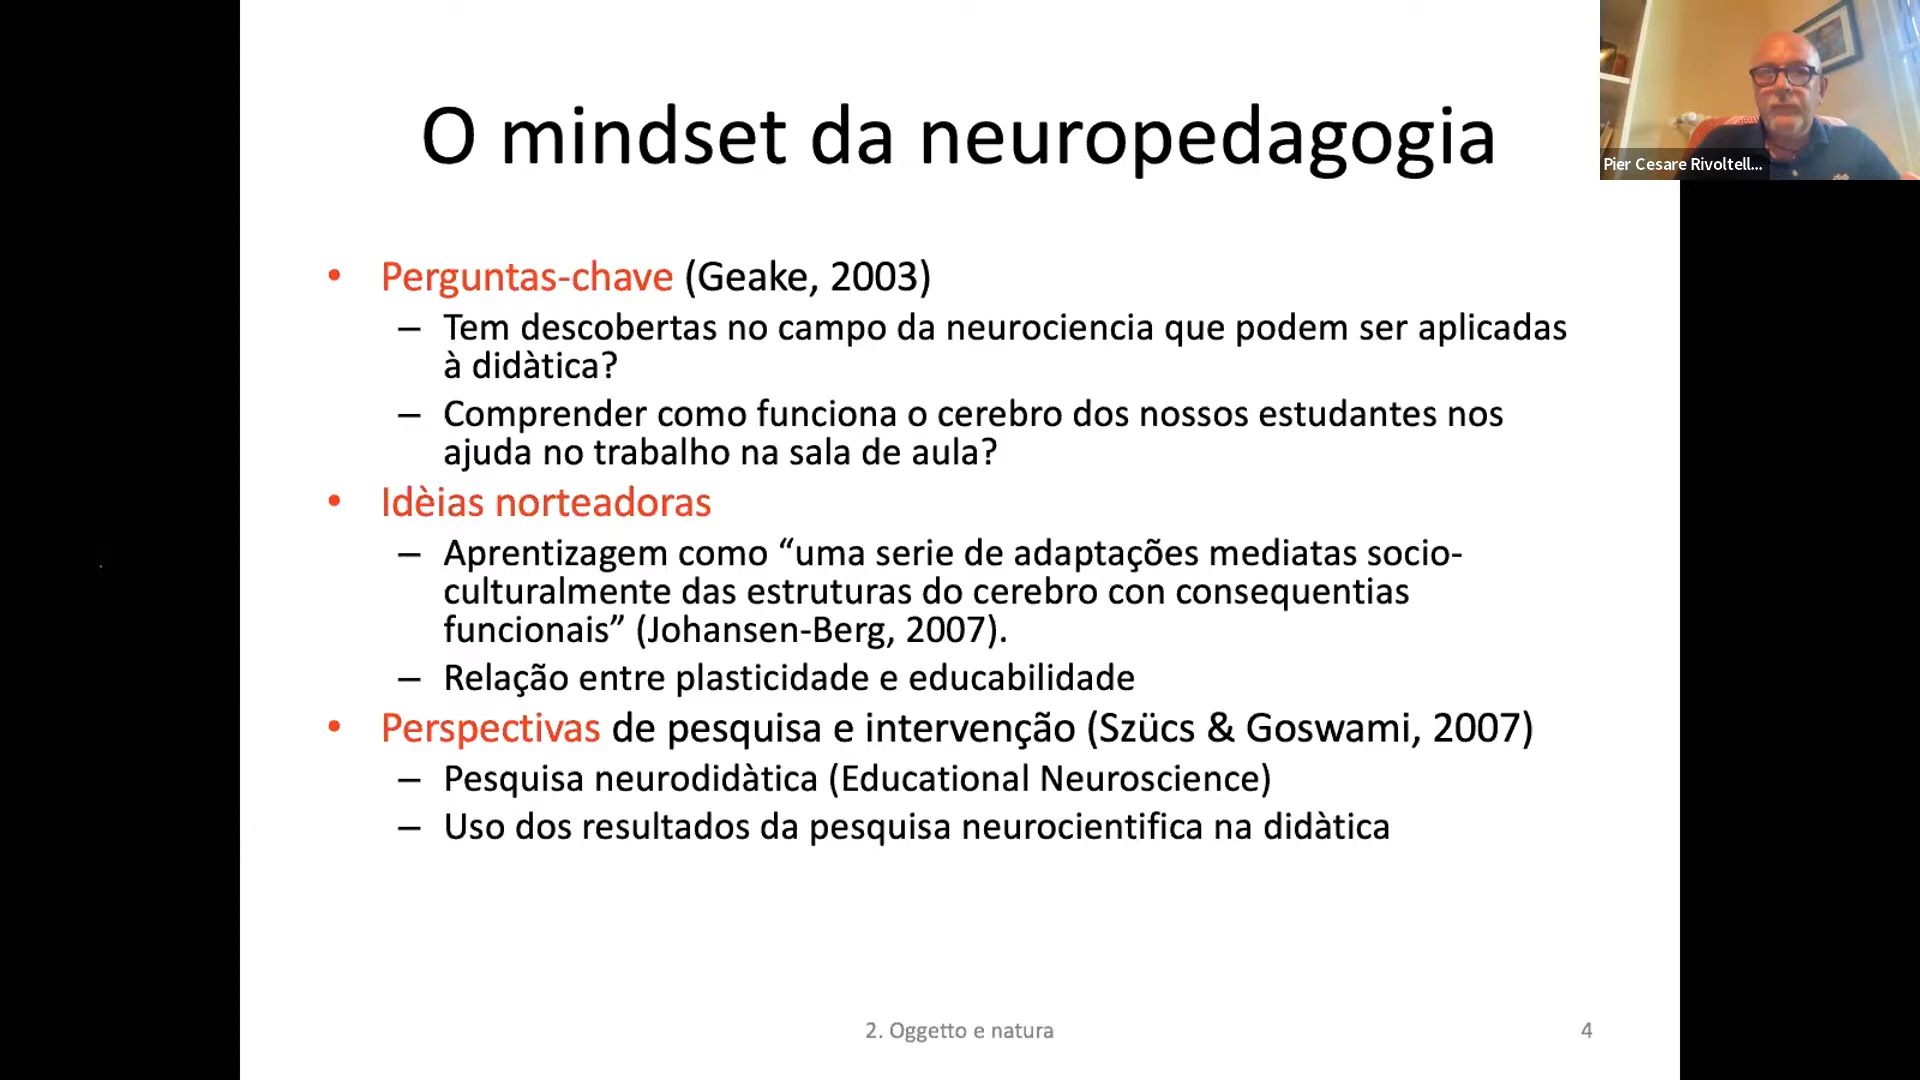 O mindset da neuropedagogia
Pier Cesare Rivoltell...
• Perguntas-chave (Geake, 2003)
– Tem descobertas no campo da neurociencia que podem ser aplicadas
à didàtica?
– Comprender como funciona o cerebro dos nossos estudantes nos
ajuda no trabalho na sala de aula?
• Idèias norteadoras
– Aprentizagem como “uma serie de adaptações mediatas socio-
culturalmente das estruturas do cerebro con consequentias
funcionais” (Johansen-Berg, 2007).
– Relação entre plasticidade e educabilidade
• Perspectivas de pesquisa e intervenção (Szücs & Goswami, 2007)
– Pesquisa neurodidàtica (Educational Neuroscience)
– Uso dos resultados da pesquisa neurocientifica na didàtica
2. Oggetto e natura
4